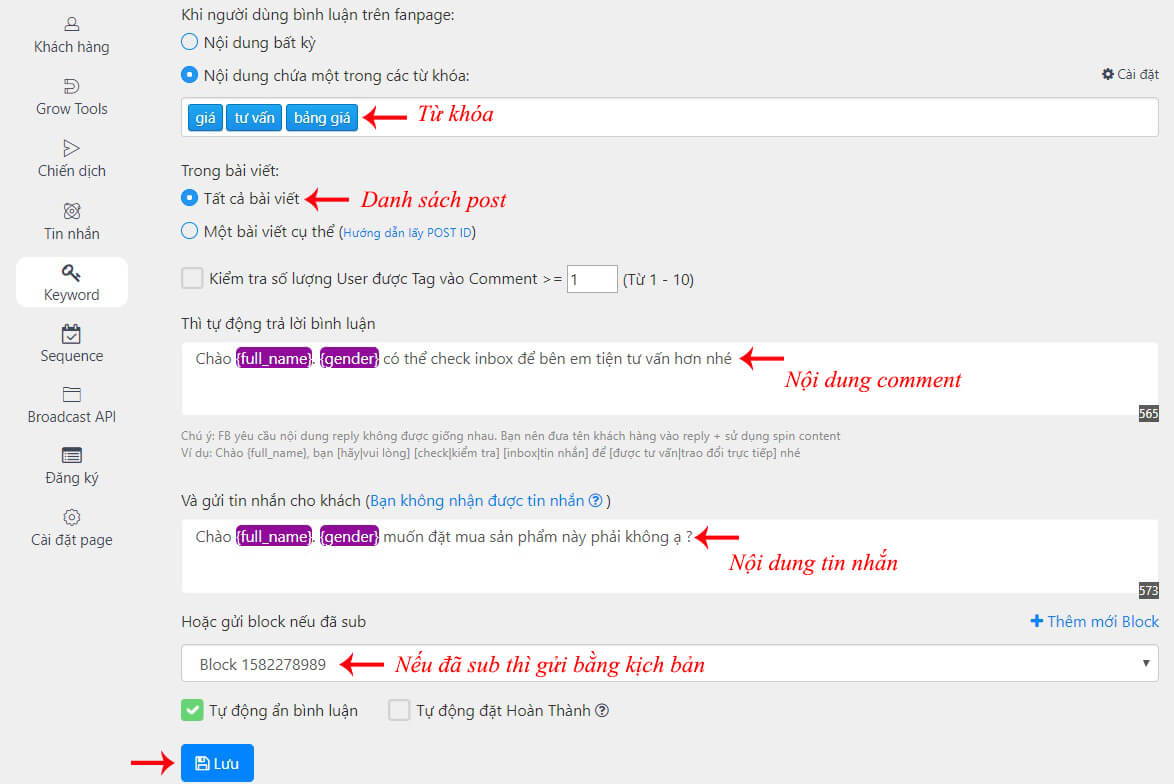 Khách hàng
Grow Tools
Chiến dịch
Tin nhắn
Keyword
Sequence
Broadcast API
Đăng ký
Cài đặt page
Khi người dùng bình luận trên fanpage:
Nội dung bất kỳ
Nội dung chứa một trong các từ khóa:
Cài đặt
giá tư vấn bảng giá Từ khóa
Trong bài viết:
Tất cả bài viết Danh sách post
Một bài viết cụ thể (Hướng dẫn lấy POST ID)
Kiểm tra số lượng User được Tag vào Comment >= 1 (Từ 1 - 10)
Thì tự động trả lời bình luận
Chào {full_name}. {gender} có thể check inbox để bên em tiện tư vấn hơn nhé
Nội dung comment
565
Chú ý: FB yêu cầu nội dung reply không được giống nhau. Bạn nên đưa tên khách hàng vào reply + sử dụng spin content
Ví dụ: Chào {full_name}, bạn [hãy|vui lòng] [check|kiểm tra] [inbox|tin nhắn] để [được tư vấn|trao đổi trực tiếp] nhé
Và gửi tin nhắn cho khách (Bạn không nhận được tin nhắn ? )
Chào {full_name}. {gender} muốn đặt mua sản phẩm này phải không ạ ?
Nội dung tin nhắn
573
Hoặc gửi block nếu đã sub
+ Thêm mới Block
Block 1582278989 Nếu đã sub thì gửi bằng kịch bản
Tự động ẩn bình luận Tự động đặt Hoàn Thành ?
Lưu